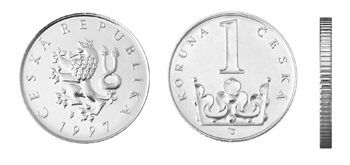 ČESKÁ REPUBLIKA
1997
1
KORUNA ČESKÁ